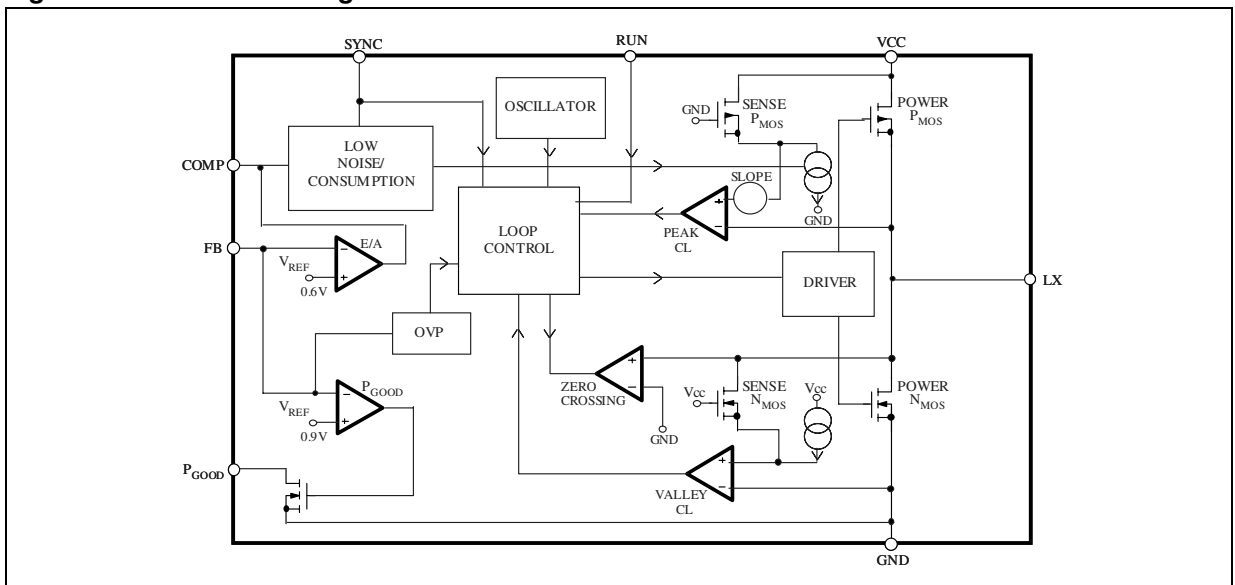 SYNC
RUN
VCC
OSCILLATOR
GND
SENSE
PMOS
POWER
PMOS
LOW
NOISE/
CONSUMPTION
COMP
SLOPE
+
−
GND
PEAK
CL
LOOP
CONTROL
FB
E/A
−
+
VREF
0.6V
DRIVER
LX
OVP
PGOOD
−
+
VREF
0.9V
+
−
ZERO
CROSSING
GND
Vcc
SENSE
NMOS
Vcc
POWER
NMOS
+
−
VALLEY
CL
PGOOD
GND